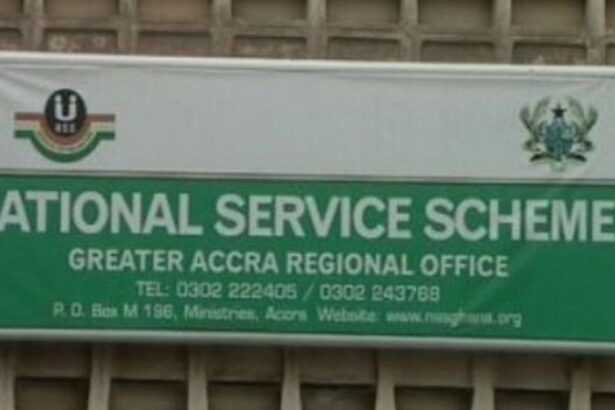 NSS
ATIONAL SERVICE SCHEME
GREATER ACCRA REGIONAL OFFICE
TEL: 0302 222405 / 0302 243768
P. O. Box M 196, Ministries, Accra Website: www.nssghana.org